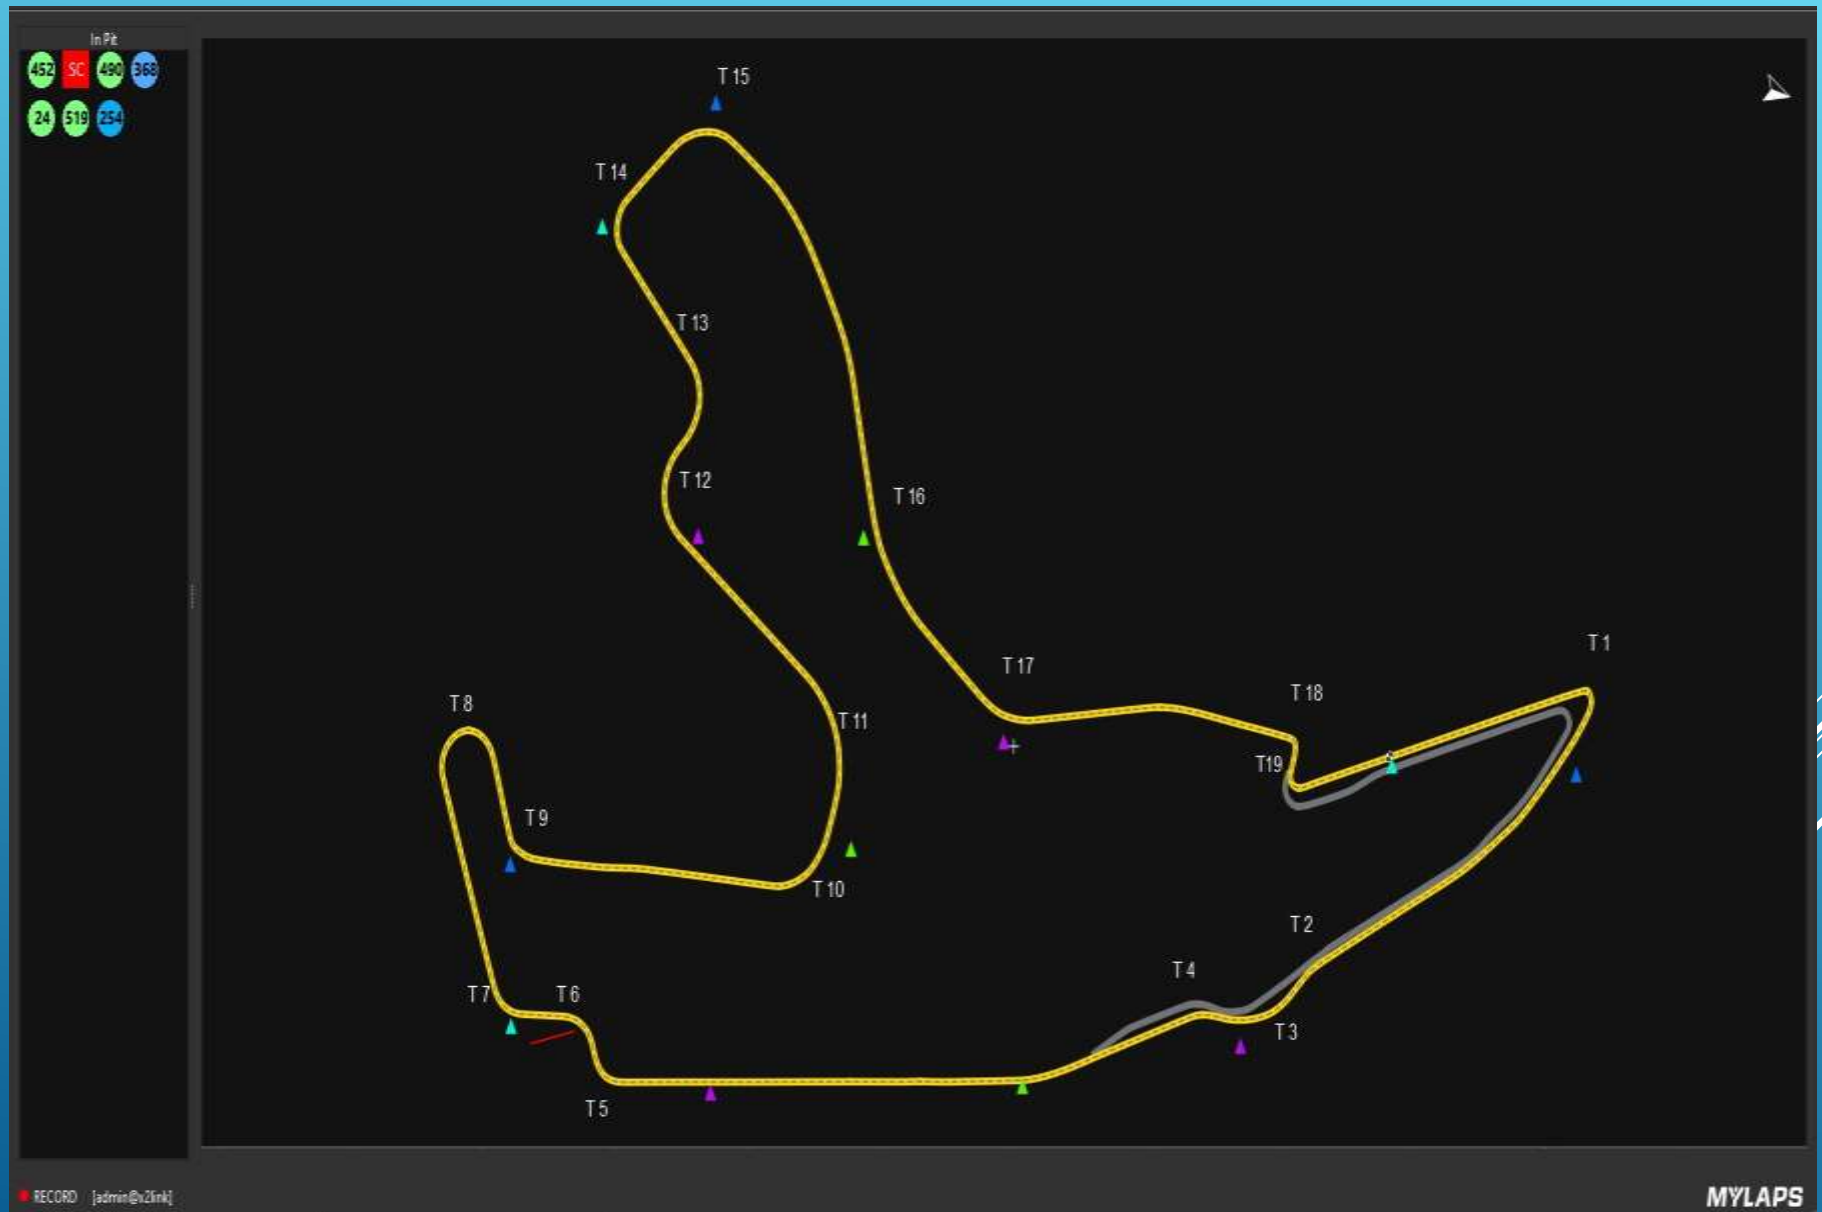 In Pit
452 SC 490 368
24 519 254
T 15
T 14
T 13
T 12
T 16
T 1
T 17
T 18
T 8
T 11
T19
T 9
T 10
T 2
T 4
T 7 T 6
T 3
T 5
RECORD [admin@x2link]
MYLAPS